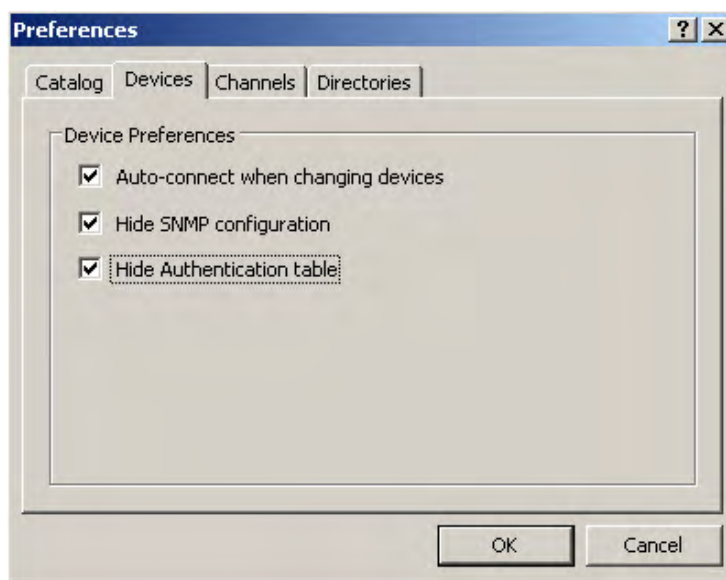 Preferences
Catalog Devices Channels Directories
Device Preferences
Auto-connect when changing devices
Hide SNMP configuration
Hide Authentication table
OK Cancel